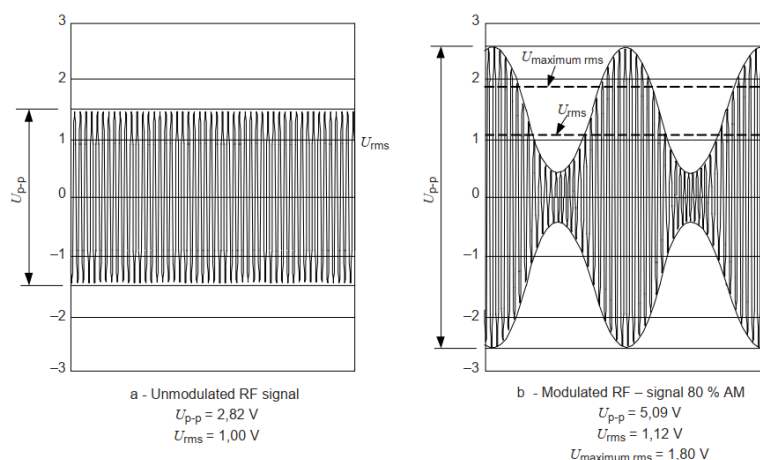 3
2
1
0
–1
–2
–3
Up-p
Urms
a - Unmodulated RF signal
Up-p = 2,82 V
Urms = 1,00 V
3
2
1
0
–1
–2
–3
Up-p
Umaximum rms
Urms
b - Modulated RF – signal 80 % AM
Up-p = 5,09 V
Urms = 1,12 V
Umaximum rms = 1,80 V